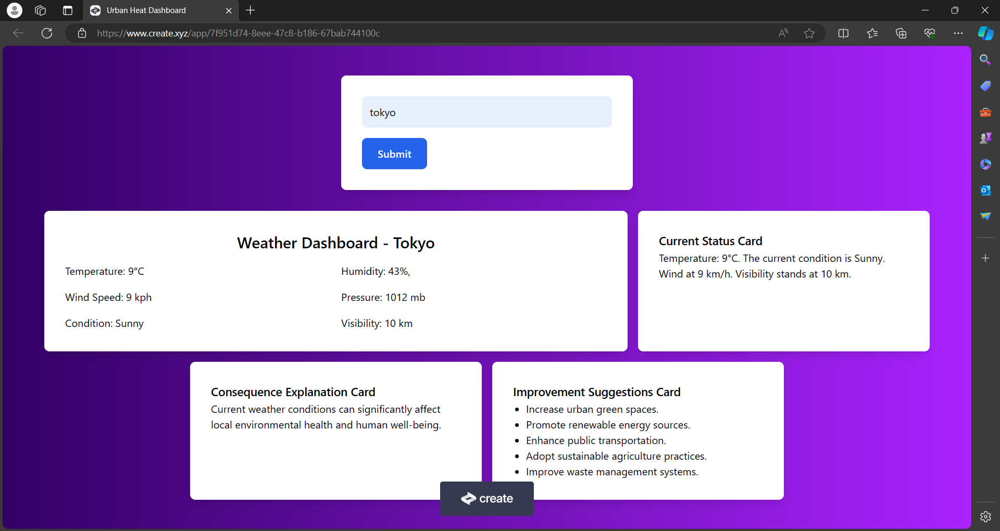 Urban Heat Dashboard
https://www.create.xyz/app/7f951d74-8eee-47c8-b186-67bab744100c
tokyo
Submit
Weather Dashboard - Tokyo
Temperature: 9°C
Humidity: 43%,
Wind Speed: 9 kph
Pressure: 1012 mb
Condition: Sunny
Visibility: 10 km
Current Status Card
Temperature: 9°C. The current condition is Sunny.
Wind at 9 km/h. Visibility stands at 10 km.
Consequence Explanation Card
Current weather conditions can significantly affect
local environmental health and human well-being.
Improvement Suggestions Card
• Increase urban green spaces.
• Promote renewable energy sources.
• Enhance public transportation.
• Adopt sustainable agriculture practices.
• Improve waste management systems.
create